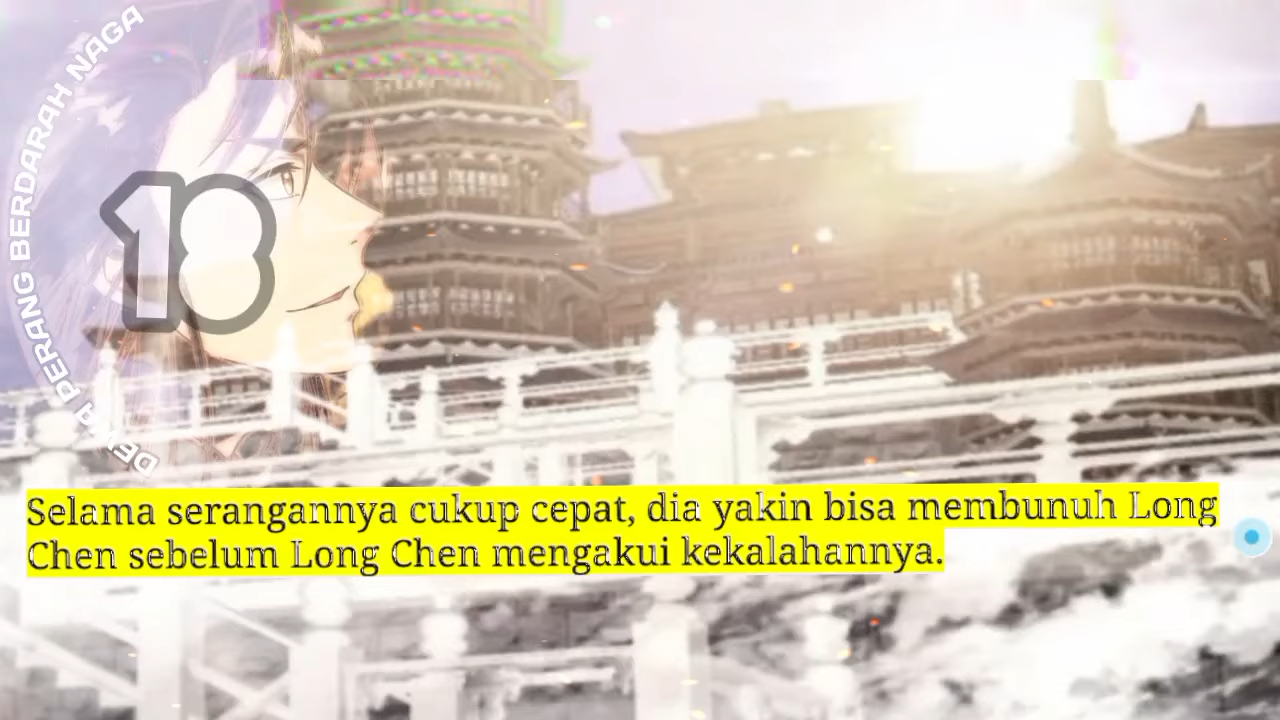 DEWA PERANG BERDARAH NAGA
18
Selama serangannya cukup cepat, dia yakin bisa membunuh Long
Chen sebelum Long Chen mengakui kekalahannya.